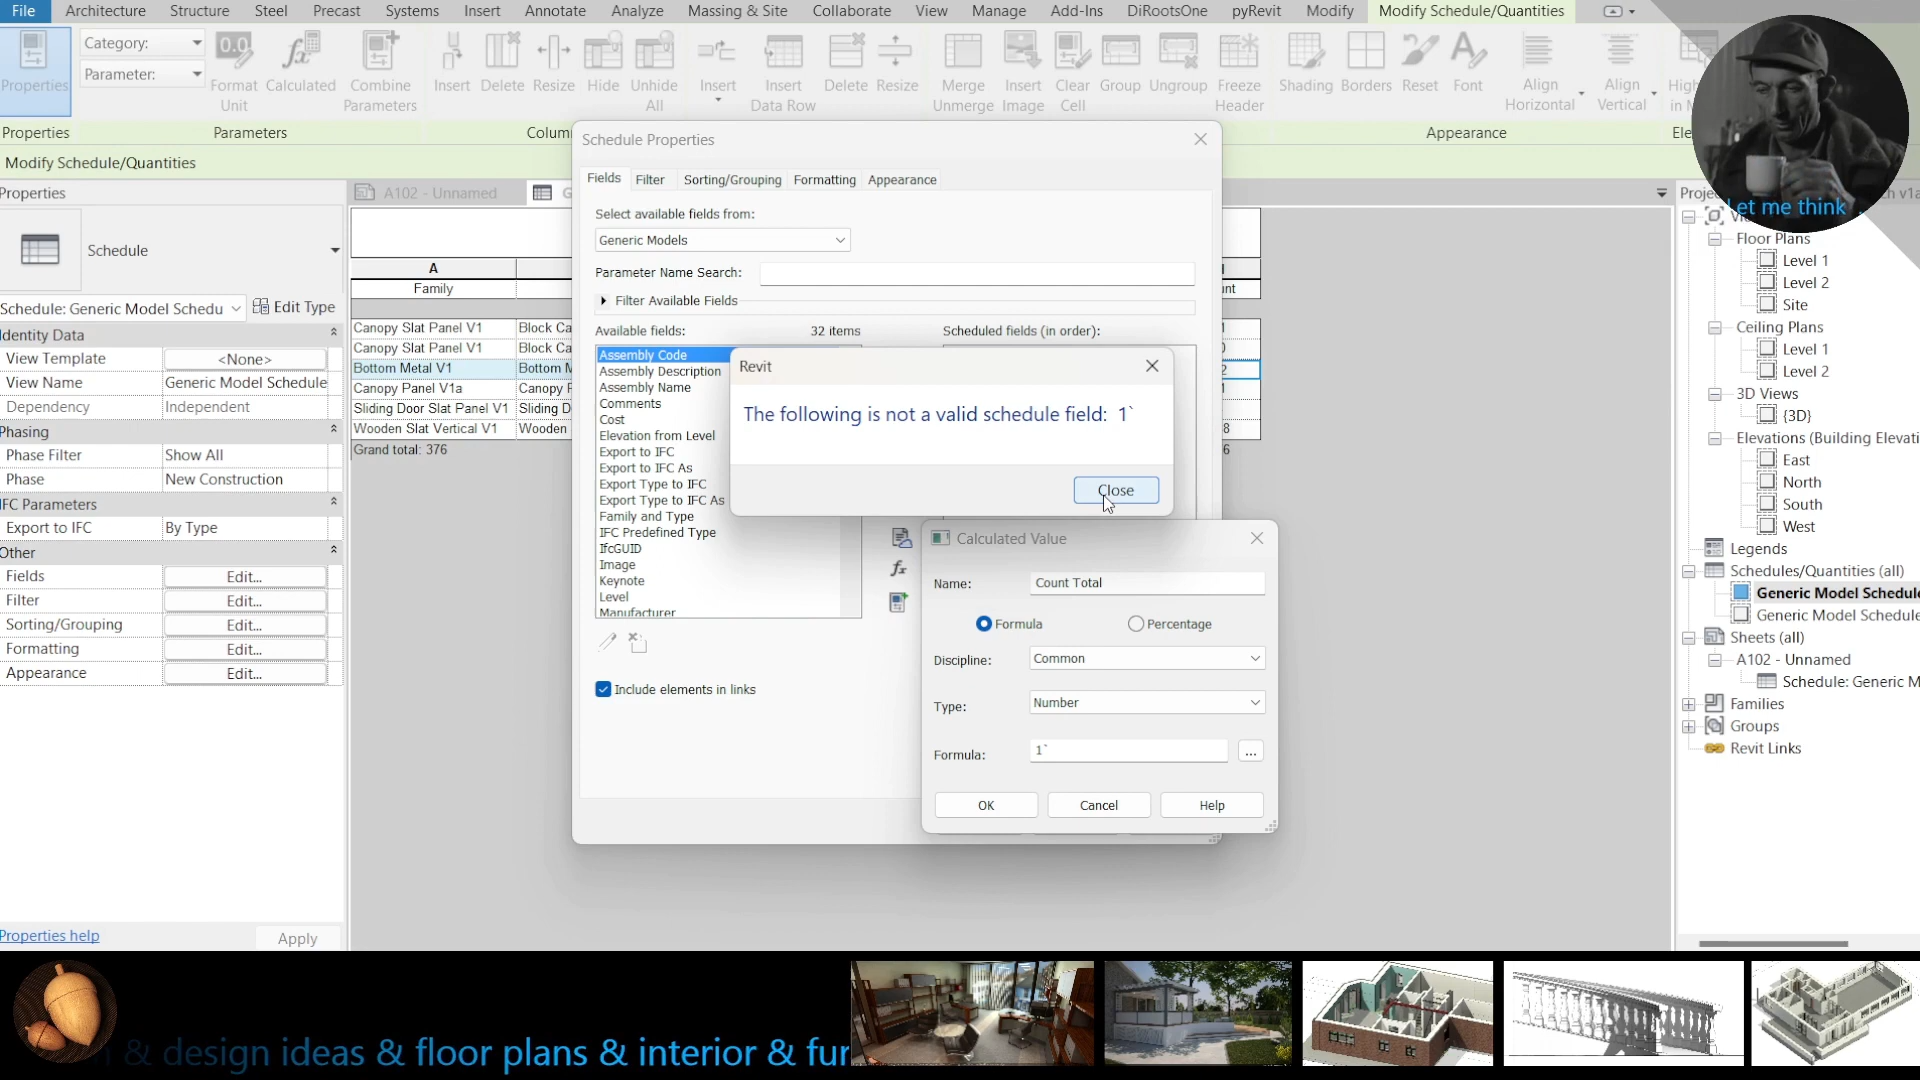 File Architecture Structure Steel Precast Systems Insert Annotate Analyze Massing & Site Collaborate View Manage Add-Ins DiRootsOne pyRevit Modify Modify Schedule/Quantities
Properties
Category:
Parameter:
Format
Unit
Calculated
Combine
Parameters
Insert Delete Resize Hide Unhide
All
Insert
Insert
Data Row
Delete Resize
Merge
Unmerge
Insert
Image
Clear
Cell
Group Ungroup Freeze
Header
Shading Borders Reset Font
Align
Horizontal
Align
Vertical
Properties Parameters Appearance
Let me think
Modify Schedule/Quantities
Properties
Schedule
Schedule: Generic Model Schedu Edit Type
Identity Data
View Template <None>
View Name Generic Model Schedule
Dependency Independent
Phasing
Phase Filter Show All
Phase New Construction
IFC Parameters
Export to IFC By Type
Other
Fields Edit...
Filter Edit...
Sorting/Grouping Edit...
Formatting Edit...
Appearance Edit...
Properties help Apply
A102 - Unnamed
A
Family
Canopy Slat Panel V1 Block Ca
Canopy Slat Panel V1 Block Ca
Bottom Metal V1 Bottom M
Canopy Panel V1a Canopy P
Sliding Door Slat Panel V1 Sliding D
Wooden Slat Vertical V1 Wooden
Grand total: 376
Schedule Properties
Fields Filter Sorting/Grouping Formatting Appearance
Select available fields from:
Generic Models
Parameter Name Search:
Filter Available Fields
Available fields: 32 items Scheduled fields (in order):
Assembly Code
Assembly Description
Assembly Name
Comments
Cost
Elevation from Level
Export to IFC
Export to IFC As
Export Type to IFC
Export Type to IFC As
Family and Type
IFC Predefined Type
IfcGUID
Image
Keynote
Level
Manufacturer
Include elements in links
Revit
The following is not a valid schedule field: 1`
Close
Calculated Value
Name: Count Total
Formula Percentage
Discipline: Common
Type: Number
Formula: 1` ...
OK Cancel Help
Floor Plans
Level 1
Level 2
Site
Ceiling Plans
Level 1
Level 2
3D Views
{3D}
Elevations (Building Elevati
East
North
South
West
Legends
Schedules/Quantities (all)
Generic Model Schedule
Generic Model Schedule
Sheets (all)
A102 - Unnamed
Schedule: Generic M
Families
Groups
Revit Links
& design ideas & floor plans & interior & fur